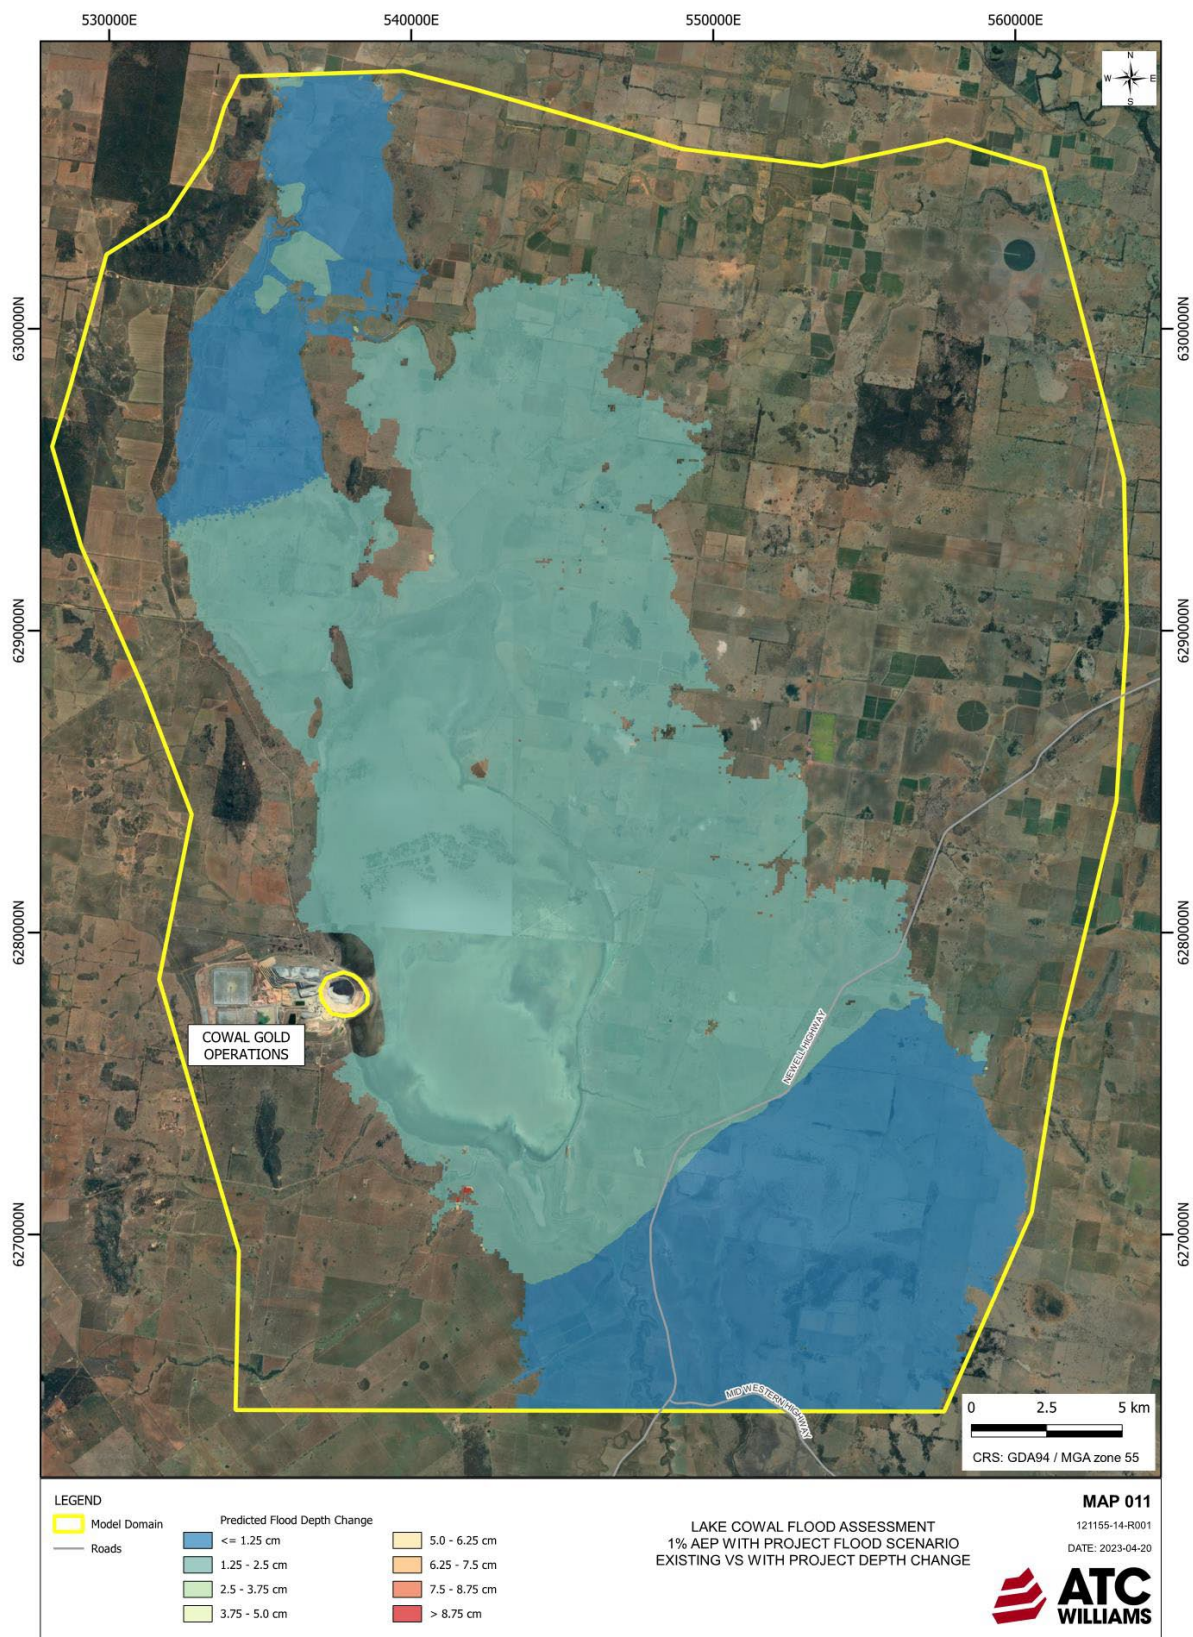 530000E
540000E
550000E
560000E
N
W
E
S
6300000N
6300000N
6290000N
6290000N
6280000N
6280000N
COWAL GOLD
OPERATIONS
NEWELL HIGHWAY
6270000N
6270000N
MID WESTERN HIGHWAY
0
2.5
5 km
CRS: GDA94 / MGA zone 55
LEGEND
Model Domain
Roads
Predicted Flood Depth Change
<= 1.25 cm
1.25 - 2.5 cm
2.5 - 3.75 cm
3.75 - 5.0 cm
5.0 - 6.25 cm
6.25 - 7.5 cm
7.5 - 8.75 cm
> 8.75 cm
LAKE COWAL FLOOD ASSESSMENT
1% AEP WITH PROJECT FLOOD SCENARIO
EXISTING VS WITH PROJECT DEPTH CHANGE
MAP 011
121155-14-R001
DATE: 2023-04-20
ATC
WILLIAMS